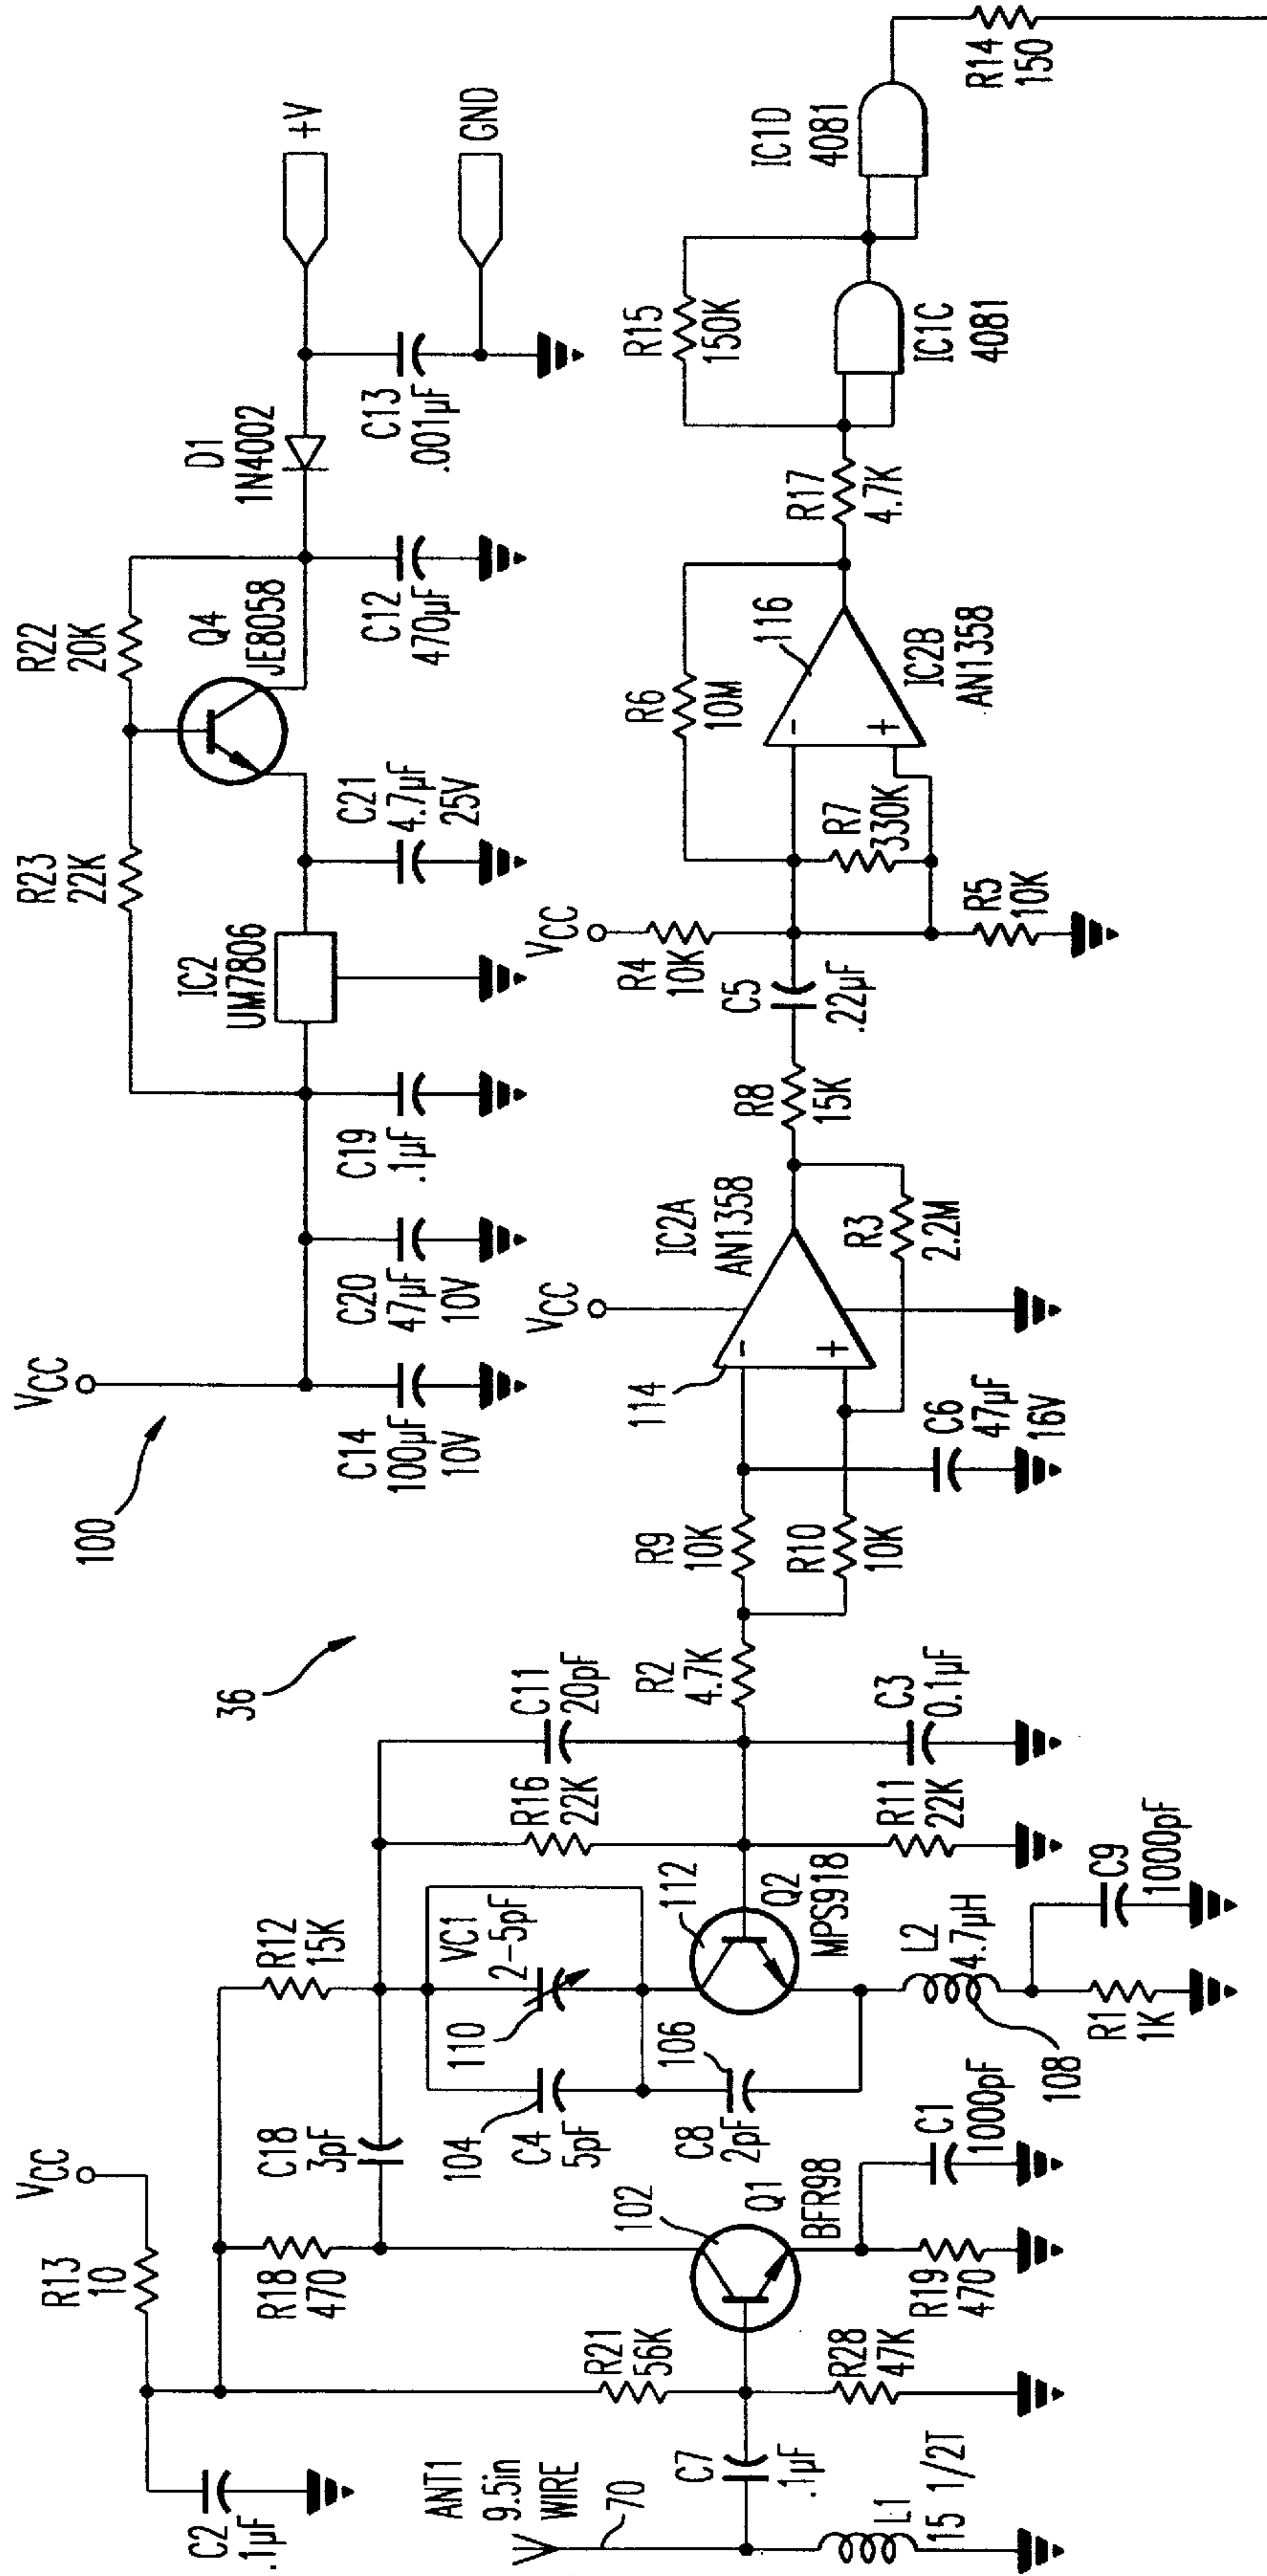 100
VCC
C14
100µF
10V
C20
47µF
10V
C19
.1µF
R23
22K
IC2
UM7806
C21
4.7µF
25V
R22
20K
Q4
JE8058
C12
470µF
D1
1N4002
C13
.001µF
+V
GND
36
VCC
R13
10
C2
.1µF
ANT1
9.5in
WIRE
70
C7
.1µF
L1
15 1/2T
R18
470
R21
56K
R28
47K
102
Q1
BFR98
R19
470
C1
1000pF
C18
3pF
R12
15K
104
C4
5pF
110
VC1
2-5pF
106
C8
2pF
112
Q2
MPS918
L2
4.7µH
108
R1
1K
C9
1000pF
R16
22K
C11
20pF
R11
22K
C3
0.1µF
R2
4.7K
R9
10K
R10
10K
C6
47µF
16V
114
-
+
VCC
IC2A
AN1358
R3
2.2M
R8
15K
C5
.22µF
VCC
R4
10K
R7
330K
R5
10K
R6
10M
116
-
+
IC2B
AN1358
R17
4.7K
R15
150K
IC1C
4081
IC1D
4081
R14
150